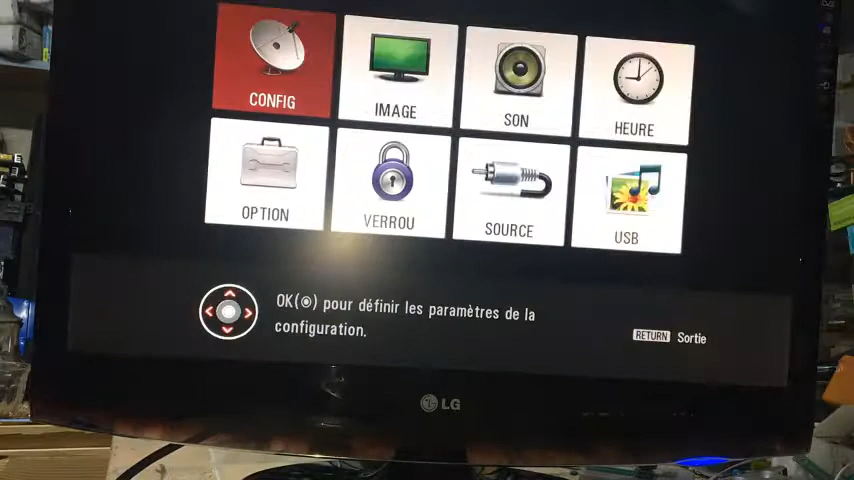 CONFIG
IMAGE
SON
HEURE
OPTION
VERROU
SOURCE
USB
OK(◉) pour définir les paramètres de la
configuration.
RETURN Sortie
LG